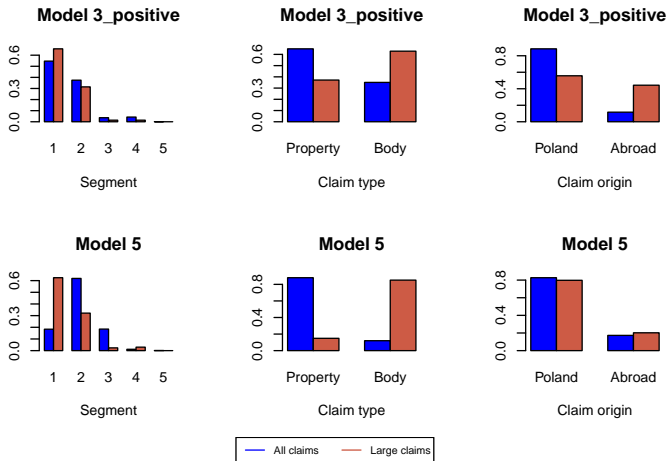 Model 3_positive
0.0 0.3 0.6
1 2 3 4 5
Segment
Model 3_positive
0.0 0.3 0.6
Property Body
Claim type
Model 3_positive
0.0 0.4 0.8
Poland Abroad
Claim origin
Model 5
0.0 0.3 0.6
1 2 3 4 5
Segment
Model 5
0.0 0.4 0.8
Property Body
Claim type
Model 5
0.0 0.4 0.8
Poland Abroad
Claim origin
All claims Large claims